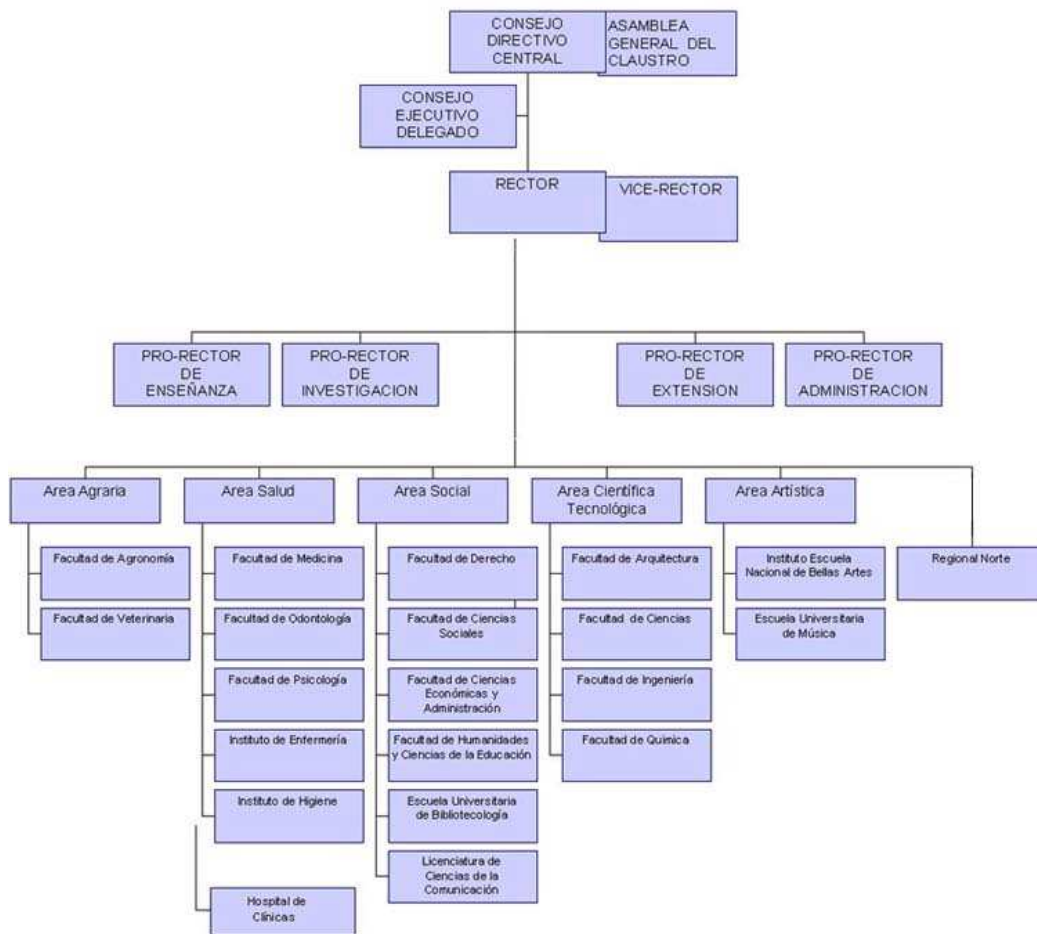 CONSEJO
DIRECTIVO
CENTRAL
ASAMBLEA
GENERAL DEL
CLAUSTRO
CONSEJO
EJECUTIVO
DELEGADO
RECTOR
VICE-RECTOR
PRO-RECTOR
DE
ENSEÑANZA
PRO-RECTOR
DE
INVESTIGACION
PRO-RECTOR
DE
EXTENSION
PRO-RECTOR
DE
ADMINISTRACION
Area Agraria
Area Salud
Area Social
Area Científica
Tecnológica
Area Artística
Facultad de Agronomía
Facultad de Veterinaria
Facultad de Medicina
Facultad de Odontología
Facultad de Psicología
Instituto de Enfermería
Instituto de Higiene
Hospital de
Clínicas
Facultad de Derecho
Facultad de Ciencias
Sociales
Facultad de Ciencias
Económicas y
Administración
Facultad de Humanidades
y Ciencias de la Educación
Escuela Universitaria
de Bibliotecología
Licenciatura de
Ciencias de la
Comunicación
Facultad de Arquitectura
Facultad de Ciencias
Facultad de Ingeniería
Facultad de Quimica
Instituto Escuela
Nacional de Bellas Artes
Escuela Universitaria
de Música
Regional Norte